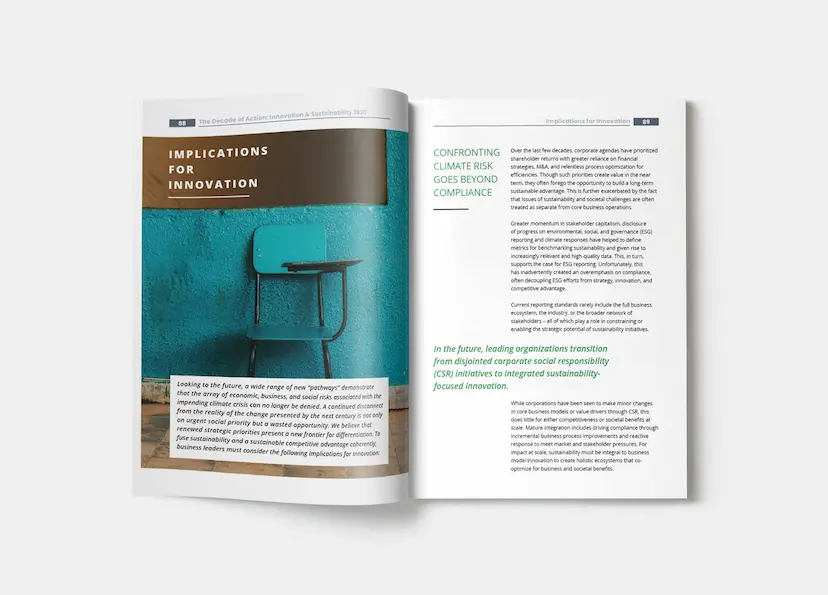 88 The Decade of Action: Innovation & Sustainability 2030
IMPLICATIONS
FOR
INNOVATION
Looking to the future, a wide range of new "pathways" demonstrate
that the array of economic, business, and social risks associated with the
impending climate crisis can no longer be denied. A continued disconnect
from the reality of the change presented by the next century is not only
an urgent social priority but a wasted opportunity. We believe that
renewed strategic priorities present a new frontier for differentiation. To
fuse sustainability and a sustainable competitive advantage coherently,
business leaders must consider the following implications for innovation:
Implications for Innovation 89
CONFRONTING
CLIMATE RISK
GOES BEYOND
COMPLIANCE
Over the last few decades, corporate agendas have prioritized
shareholder returns with greater reliance on financial
strategies, M&A, and relentless process optimization for
efficiencies. Though such priorities create value in the near
term, they often forego the opportunity to build a long-term
sustainable advantage. This is further exacerbated by the fact
that issues of sustainability and societal challenges are often
treated as separate from core business operations.
Greater momentum in stakeholder capitalism, disclosure
of progress on environmental, social, and governance (ESG)
reporting and climate responses have helped to define
metrics for benchmarking sustainability and given rise to
increasingly relevant and high-quality data. This, in turn,
supports the case for ESG reporting. Unfortunately, this
has inadvertently created an overemphasis on compliance,
often decoupling ESG efforts from strategy, innovation, and
competitive advantage.
Current reporting standards rarely include the full business
ecosystem, the industry, or the broader network of
stakeholders – all of which play a role in constraining or
enabling the strategic potential of sustainability initiatives.
In the future, leading organizations transition
from disjointed corporate social responsibility
(CSR) initiatives to integrated sustainability-
focused innovation.
While corporations have been seen to make minor changes
in core business models or value drivers through CSR, this
does little for either competitiveness or societal benefits at
scale. Mature integration includes driving compliance through
incremental business process improvements and reactive
response to meet market and stakeholder pressures. For
impact at scale, sustainability must be integral to business
model innovation to create holistic ecosystems that co-
optimize for business and societal benefits.